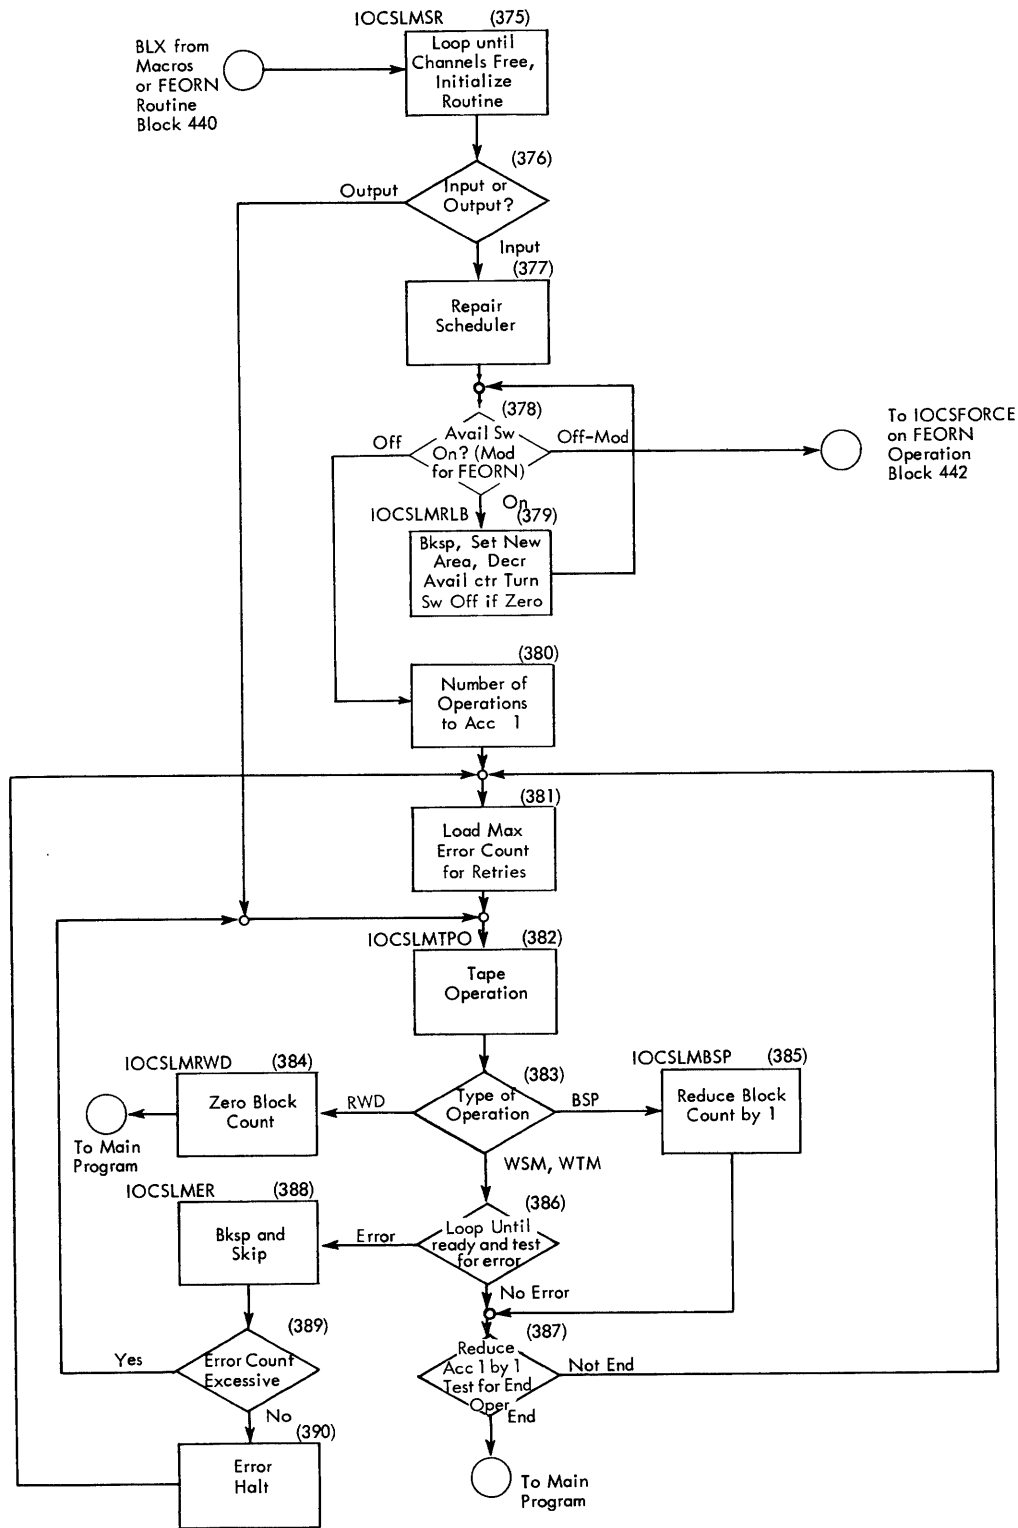 IOCSLMSR (375)
BLX from
Macros
or FEORN
Routine
Block 440
Loop until
Channels Free,
Initialize
Routine
(376)
Output
Input or
Output?
Input
(377)
Repair
Scheduler
(378)
Off
Avail Sw
On? (Mod
for FEORN)
Off-Mod
To IOCSFORCE
on FEORN
Operation
Block 442
On
IOCSLMRLB (379)
Bksp, Set New
Area, Decr
Avail ctr Turn
Sw Off if Zero
(380)
Number of
Operations
to Acc 1
(381)
Load Max
Error Count
for Retries
IOCSLMTPO (382)
Tape
Operation
IOCSLMRWD (384)
Zero Block
Count
To Main
Program
RWD
(383)
Type of
Operation
BSP
IOCSLMBSP (385)
Reduce Block
Count by 1
WSM, WTM
IOCSLMER (388)
Bksp and
Skip
Error
(386)
Loop Until
ready and test
for error
No Error
(389)
Yes
Error Count
Excessive
No
(387)
Reduce
Acc 1 by 1
Test for End
Oper
Not End
End
(390)
Error
Halt
To Main
Program